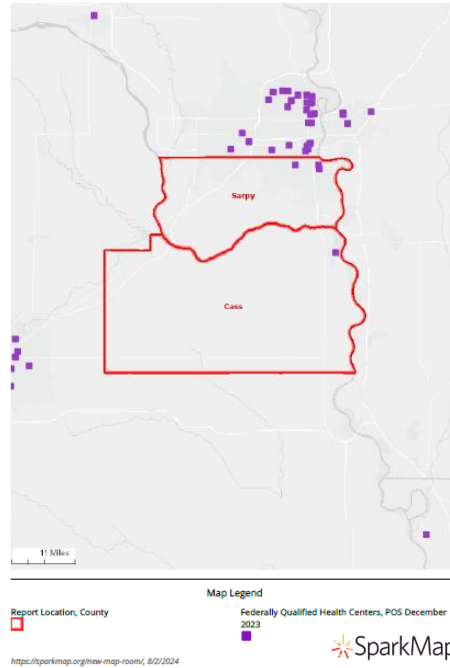 Sarpy
Cass
11 Miles
Map Legend
Report Location, County
Federally Qualified Health Centers, POS December
2023
https://sparkmap.org/new-map-room/, 8/2/2024
SparkMap